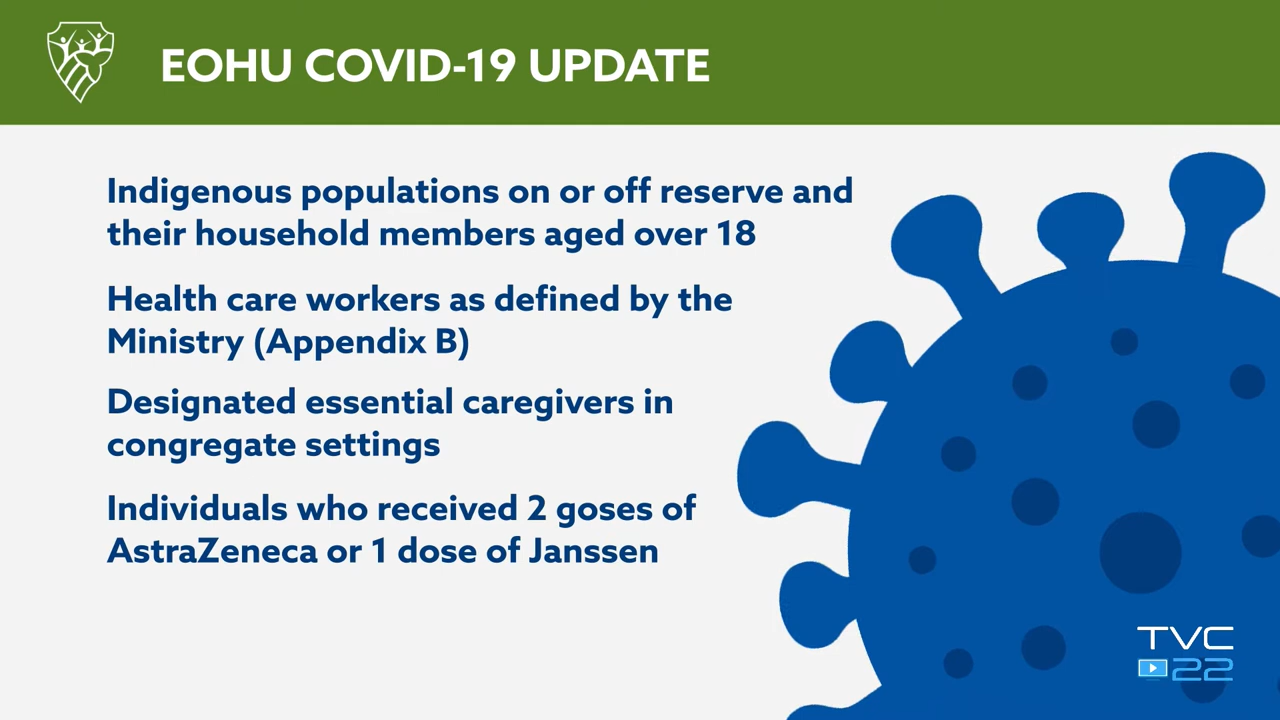 EOHU COVID-19 UPDATE
Indigenous populations on or off reserve and
their household members aged over 18
Health care workers as defined by the
Ministry (Appendix B)
Designated essential caregivers in
congregate settings
Individuals who received 2 goses of
AstraZeneca or 1 dose of Janssen
TVC
22